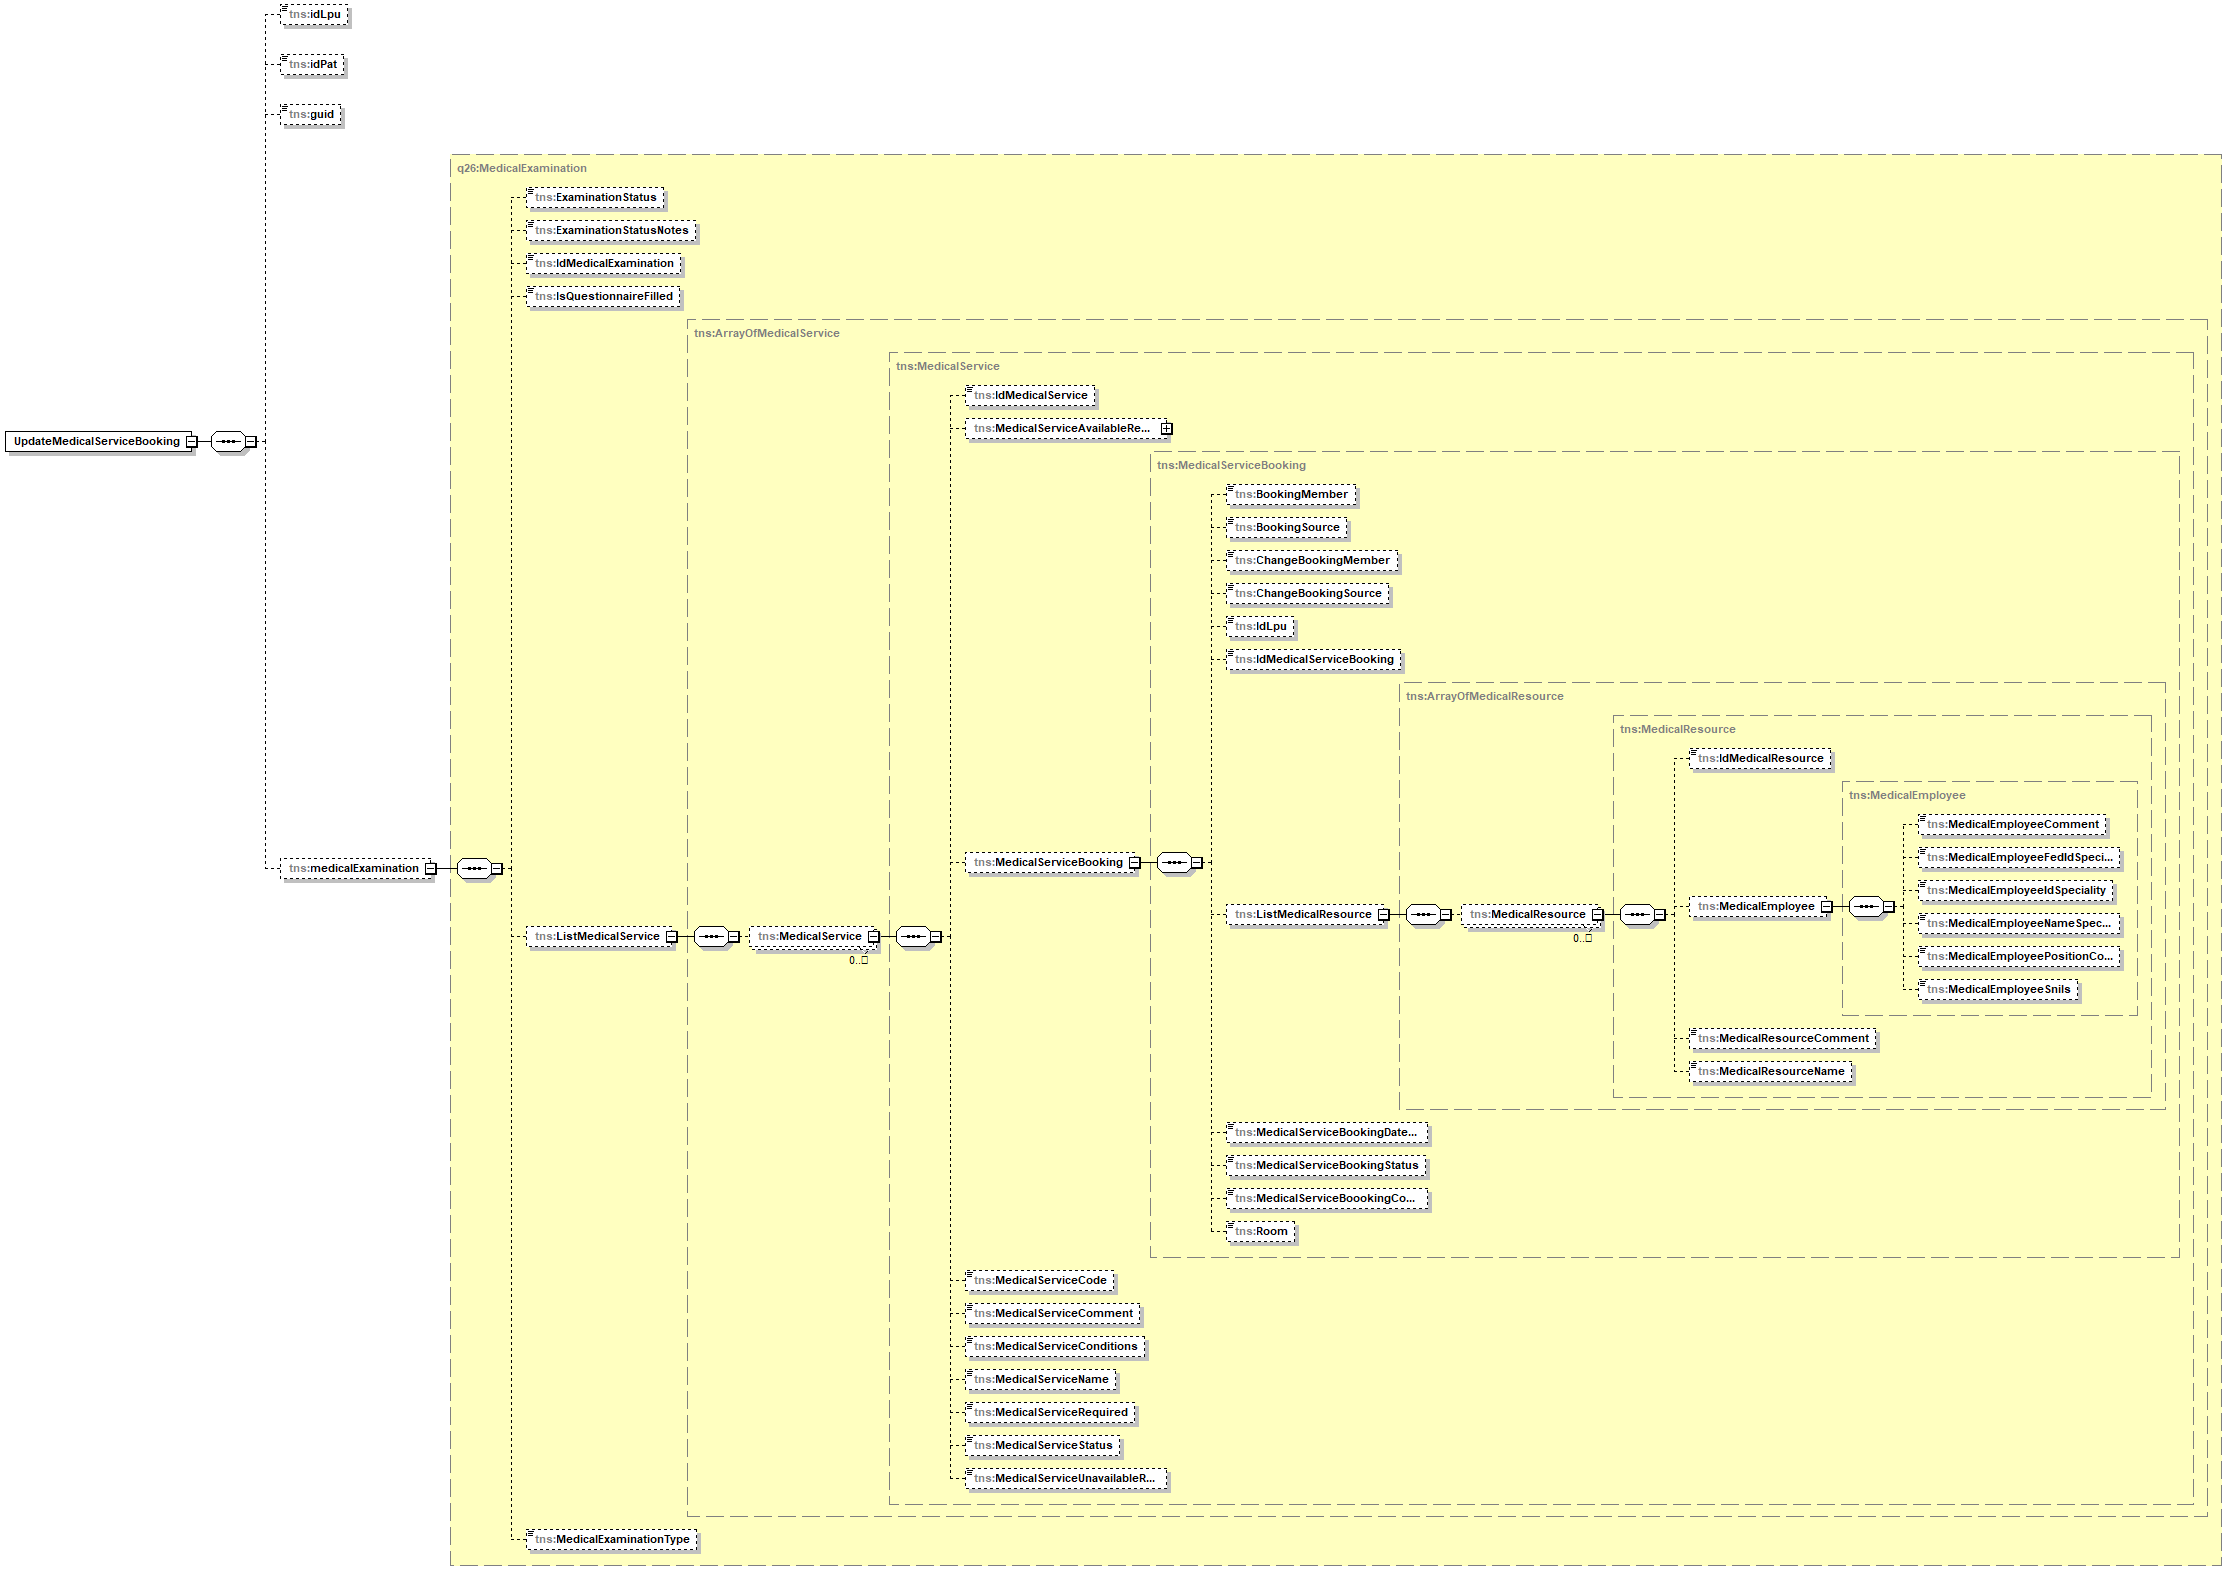 tns:idLpu
tns:idPat
tns:guid
q26:MedicalExamination
tns:ExaminationStatus
tns:ExaminationStatusNotes
tns:IdMedicalExamination
tns:IsQuestionnaireFilled
tns:ArrayOfMedicalService
tns:MedicalService
tns:IdMedicalService
tns:MedicalServiceAvailableRe...
UpdateMedicalServiceBooking
tns:MedicalServiceBooking
tns:BookingMember
tns:BookingSource
tns:ChangeBookingMember
tns:ChangeBookingSource
tns:IdLpu
tns:IdMedicalServiceBooking
tns:ArrayOfMedicalResource
tns:MedicalResource
tns:IdMedicalResource
tns:MedicalEmployee
tns:MedicalEmployeeComment
tns:MedicalEmployeeFedIdSpeci...
tns:medicalExamination
tns:MedicalServiceBooking
tns:MedicalEmployeeIdSpeciality
tns:MedicalEmployee
tns:ListMedicalResource
tns:MedicalResource
0..□
tns:MedicalEmployeeNameSpec...
tns:ListMedicalService
tns:MedicalService
0..□
tns:MedicalEmployeePositionCo...
tns:MedicalEmployeeSnils
tns:MedicalResourceComment
tns:MedicalResourceName
tns:MedicalServiceBookingDate...
tns:MedicalServiceBookingStatus
tns:MedicalServiceBoookingCo...
tns:Room
tns:MedicalServiceCode
tns:MedicalServiceComment
tns:MedicalServiceConditions
tns:MedicalServiceName
tns:MedicalServiceRequired
tns:MedicalServiceStatus
tns:MedicalServiceUnavailableR...
tns:MedicalExaminationType